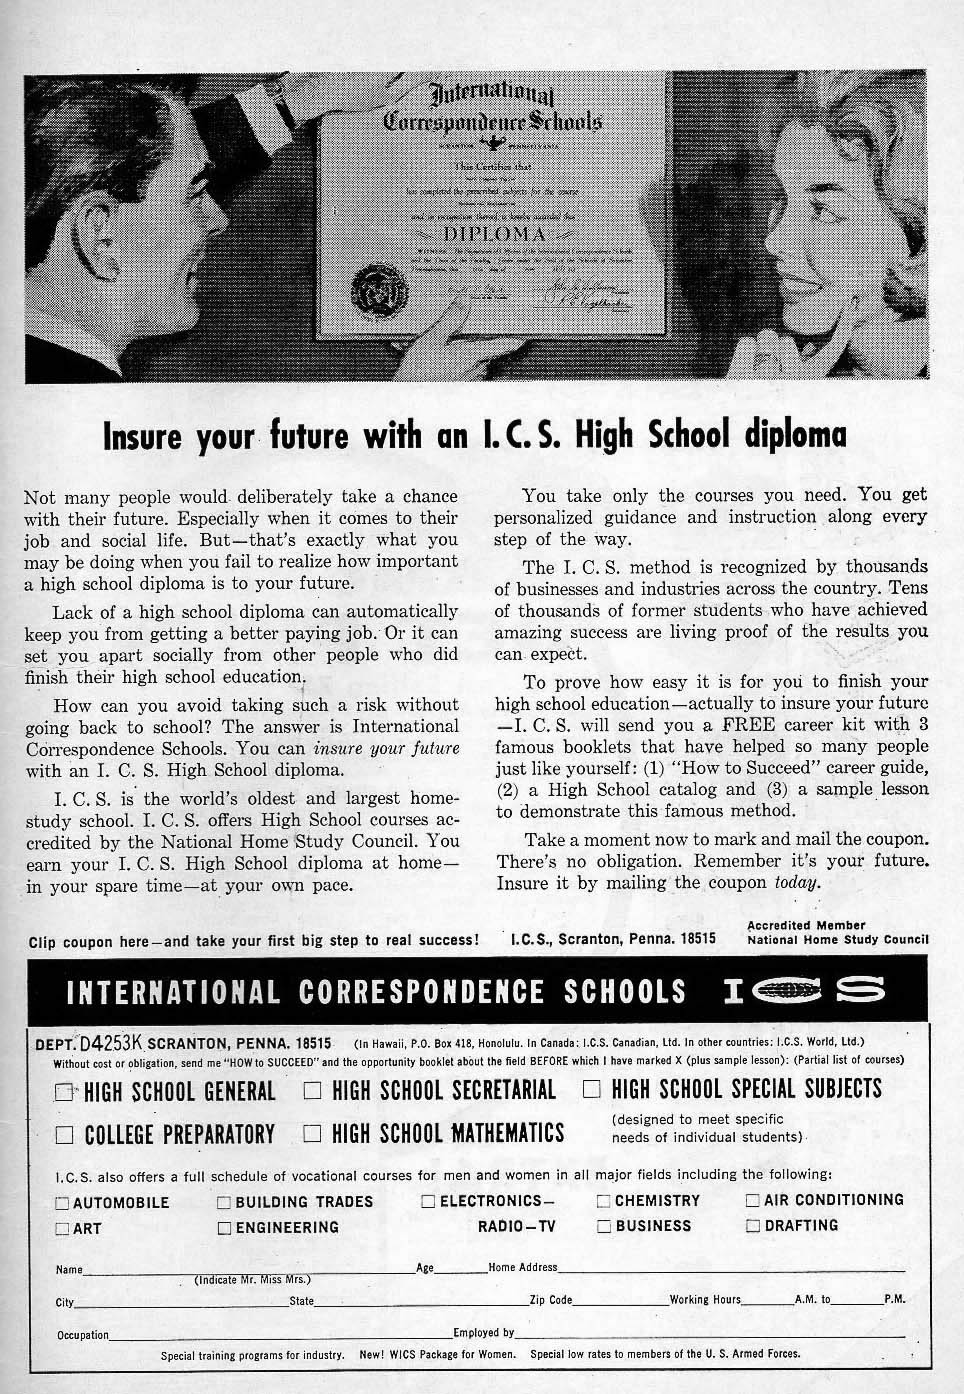 International
Correspondence Schools
SCRANTON PENNSYLVANIA
This Certifies that
has completed the prescribed subjects for the course
and in recognition thereof is hereby awarded this
DIPLOMA
Insure your future with an I. C. S. High School diploma
Not many people would deliberately take a chance
with their future. Especially when it comes to their
job and social life. But—that's exactly what you
may be doing when you fail to realize how important
a high school diploma is to your future.
Lack of a high school diploma can automatically
keep you from getting a better paying job. Or it can
set you apart socially from other people who did
finish their high school education.
How can you avoid taking such a risk without
going back to school? The answer is International
Correspondence Schools. You can insure your future
with an I. C. S. High School diploma.
I. C. S. is the world's oldest and largest home-
study school. I. C. S. offers High School courses ac-
credited by the National Home Study Council. You
earn your I. C. S. High School diploma at home—
in your spare time—at your own pace.
You take only the courses you need. You get
personalized guidance and instruction along every
step of the way.
The I. C. S. method is recognized by thousands
of businesses and industries across the country. Tens
of thousands of former students who have achieved
amazing success are living proof of the results you
can expect.
To prove how easy it is for you to finish your
high school education—actually to insure your future
—I. C. S. will send you a FREE career kit with 3
famous booklets that have helped so many people
just like yourself: (1) "How to Succeed" career guide,
(2) a High School catalog and (3) a sample lesson
to demonstrate this famous method.
Take a moment now to mark and mail the coupon.
There's no obligation. Remember it's your future.
Insure it by mailing the coupon today.
Clip coupon here—and take your first big step to real success! I.C.S., Scranton, Penna. 18515
Accredited Member
National Home Study Council
INTERNATIONAL CORRESPONDENCE SCHOOLS ICS
DEPT. D4253K SCRANTON, PENNA. 18515 (In Hawaii, P.O. Box 418, Honolulu. In Canada: I.C.S. Canadian, Ltd. In other countries: I.C.S. World, Ltd.)
Without cost or obligation, send me "HOW to SUCCEED" and the opportunity booklet about the field BEFORE which I have marked X (plus sample lesson): (Partial list of courses)
HIGH SCHOOL GENERAL HIGH SCHOOL SECRETARIAL HIGH SCHOOL SPECIAL SUBJECTS
(designed to meet specific
needs of individual students)
COLLEGE PREPARATORY HIGH SCHOOL MATHEMATICS
I.C.S. also offers a full schedule of vocational courses for men and women in all major fields including the following:
AUTOMOBILE BUILDING TRADES ELECTRONICS— CHEMISTRY AIR CONDITIONING
ART ENGINEERING RADIO—TV BUSINESS DRAFTING
Name Age Home Address
(Indicate Mr. Miss Mrs.)
City State Zip Code Working Hours A.M. to P.M.
Occupation Employed by
Special training programs for industry. New! WICS Package for Women. Special low rates to members of the U. S. Armed Forces.